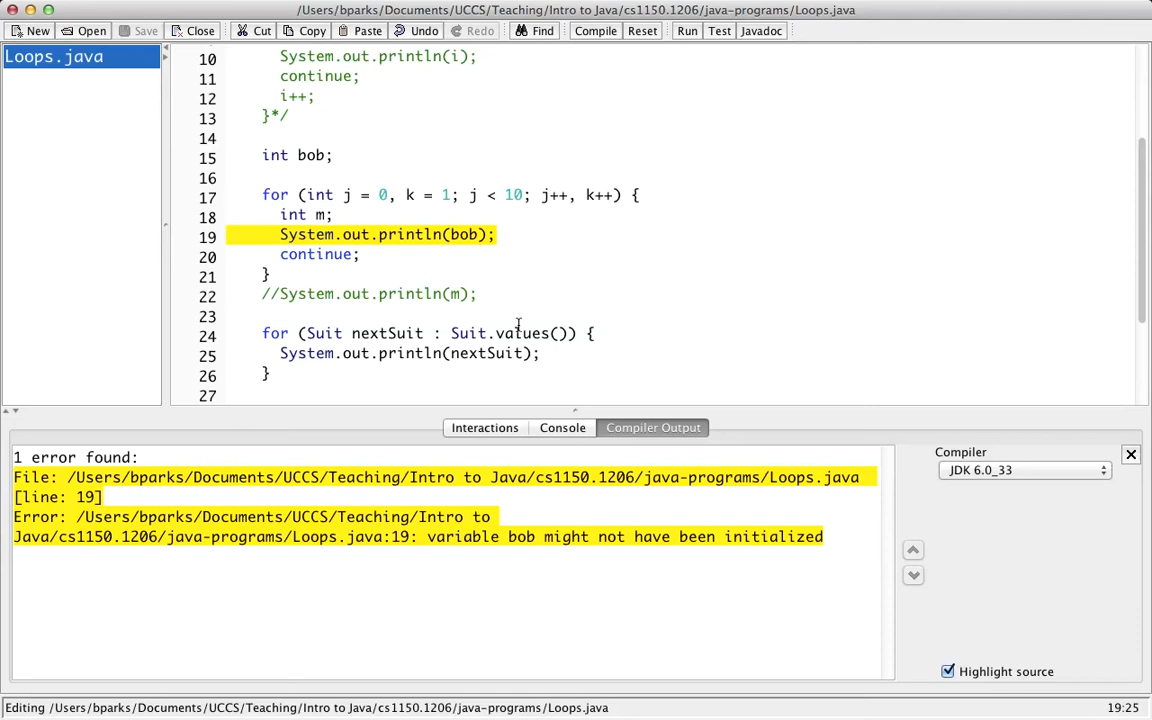 /Users/bparks/Documents/UCCS/Teaching/Intro to Java/cs1150.1206/java-programs/Loops.java
New Open Save Close Cut Copy Paste Undo Redo Find Compile Reset Run Test Javadoc
Loops.java
10 System.out.println(i);
11 continue;
12 i++;
13 }*/
14
15 int bob;
16
17 for (int j = 0, k = 1; j < 10; j++, k++) {
18 int m;
19 System.out.println(bob);
20 continue;
21 }
22 //System.out.println(m);
23
24 for (Suit nextSuit : Suit.values()) {
25 System.out.println(nextSuit);
26 }
27
Interactions Console Compiler Output
1 error found:
File: /Users/bparks/Documents/UCCS/Teaching/Intro to Java/cs1150.1206/java-programs/Loops.java
[line: 19]
Error: /Users/bparks/Documents/UCCS/Teaching/Intro to
Java/cs1150.1206/java-programs/Loops.java:19: variable bob might not have been initialized
Compiler
JDK 6.0_33
Highlight source
Editing /Users/bparks/Documents/UCCS/Teaching/Intro to Java/cs1150.1206/java-programs/Loops.java 19:25